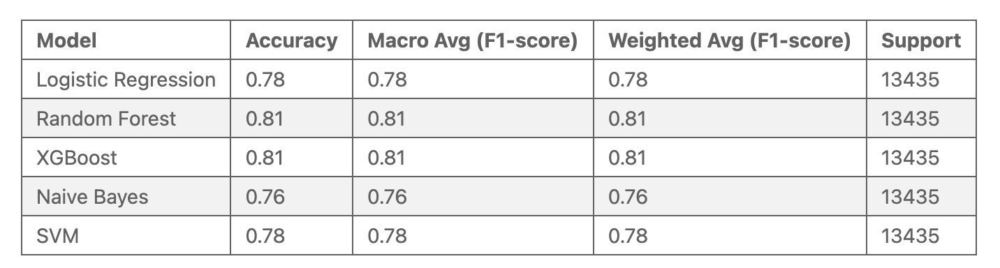 Model Accuracy Macro Avg (F1-score) Weighted Avg (F1-score) Support
Logistic Regression 0.78 0.78 0.78 13435
Random Forest 0.81 0.81 0.81 13435
XGBoost 0.81 0.81 0.81 13435
Naive Bayes 0.76 0.76 0.76 13435
SVM 0.78 0.78 0.78 13435